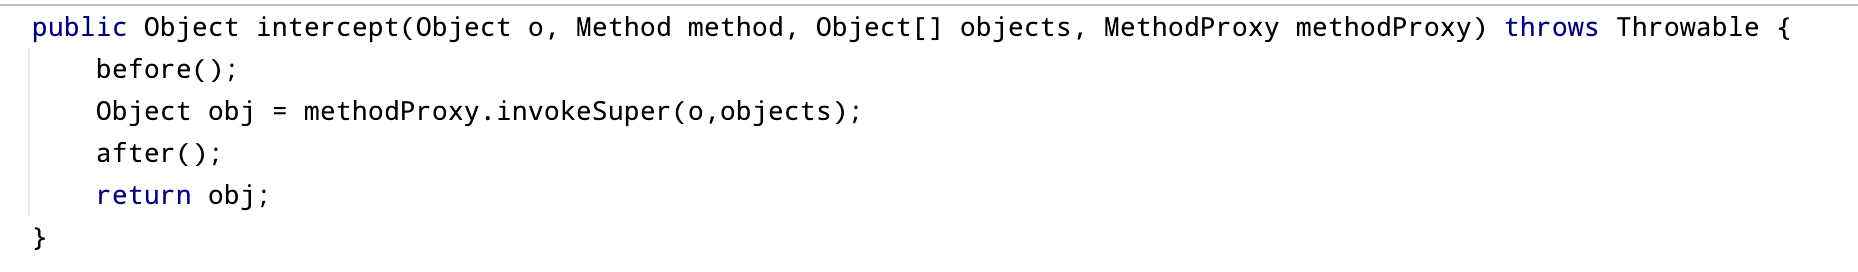 public Object intercept(Object o, Method method, Object[] objects, MethodProxy methodProxy) throws Throwable {
    before();
    Object obj = methodProxy.invokeSuper(o,objects);
    after();
    return obj;
}